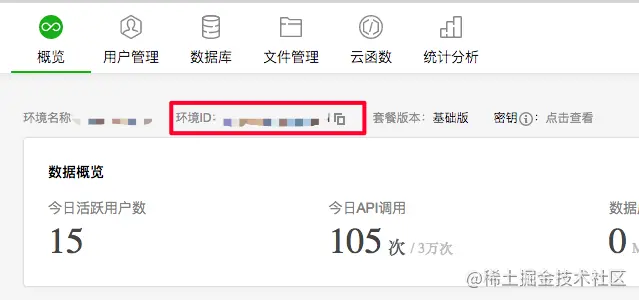 概览 用户管理 数据库 文件管理 云函数 统计分析
环境名称 环境ID: 套餐版本: 基础版 密钥 i : 点击查看
数据概览
今日活跃用户数 今日API调用 数据
15 105 次 / 3万次 0
@稀土掘金技术社区